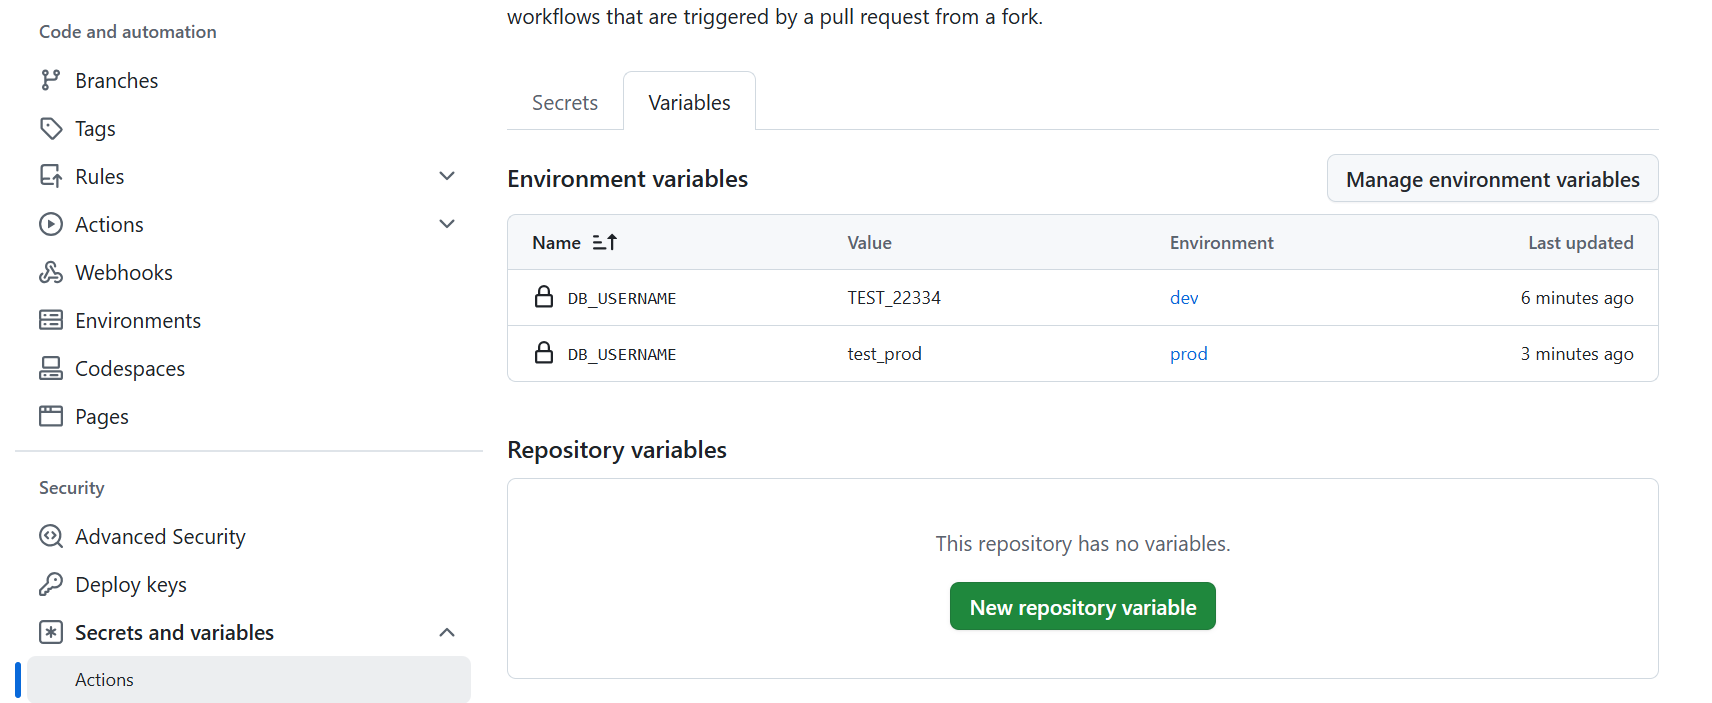 Code and automation
Branches
Tags
Rules
Actions
Webhooks
Environments
Codespaces
Pages
Security
Advanced Security
Deploy keys
Secrets and variables
Actions
workflows that are triggered by a pull request from a fork.
Secrets Variables
Environment variables Manage environment variables
Name Value Environment Last updated
DB_USERNAME TEST_22334 dev 6 minutes ago
DB_USERNAME test_prod prod 3 minutes ago
Repository variables
This repository has no variables.
New repository variable